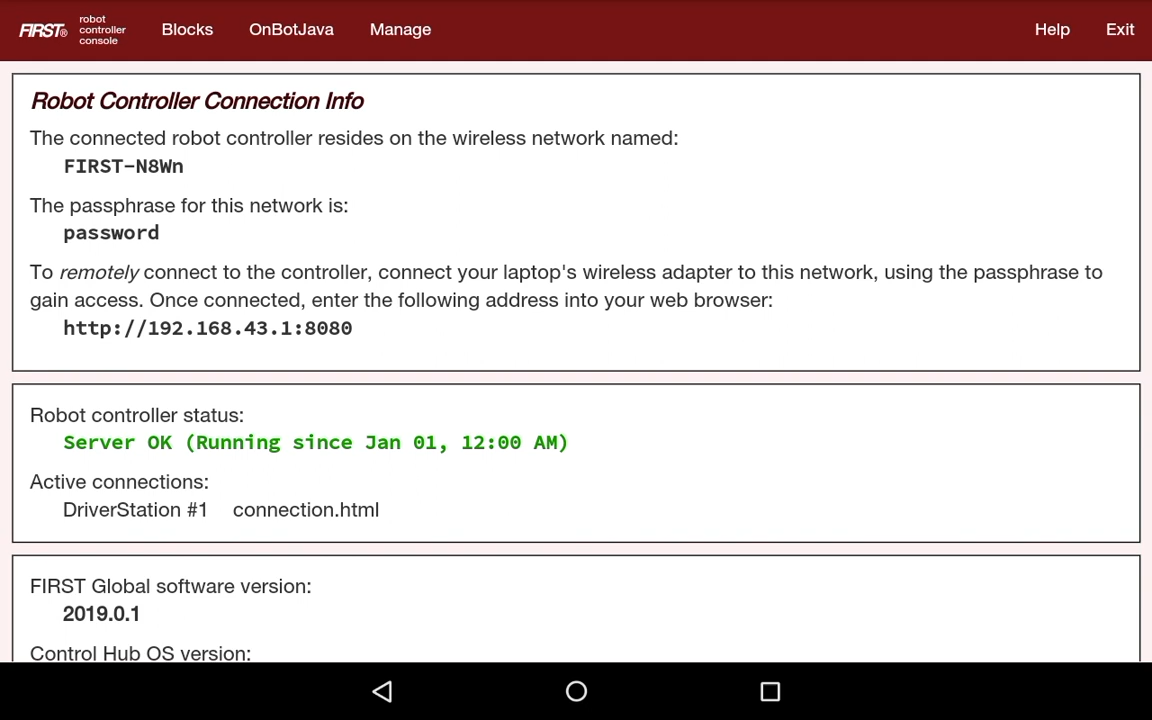 FIRST® robot controller console Blocks OnBotJava Manage Help Exit
Robot Controller Connection Info
The connected robot controller resides on the wireless network named:
FIRST-N8Wn
The passphrase for this network is:
password
To remotely connect to the controller, connect your laptop's wireless adapter to this network, using the passphrase to
gain access. Once connected, enter the following address into your web browser:
http://192.168.43.1:8080
Robot controller status:
Server OK (Running since Jan 01, 12:00 AM)
Active connections:
DriverStation #1 connection.html
FIRST Global software version:
2019.0.1
Control Hub OS version: